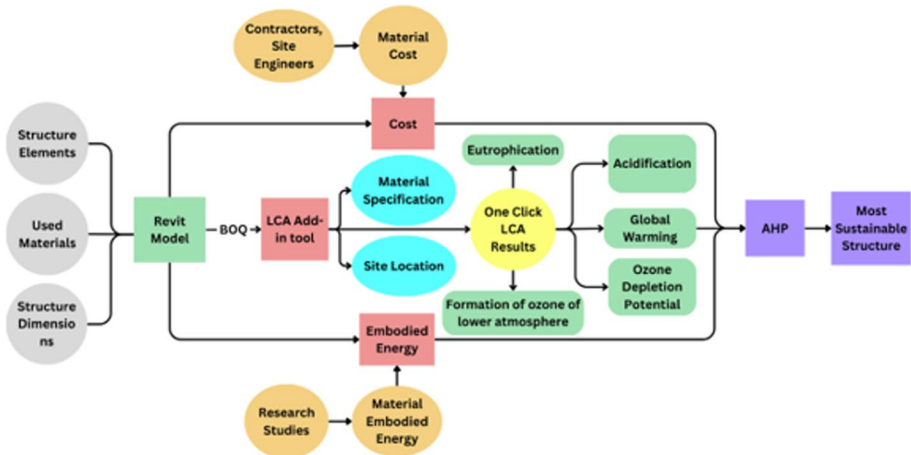 Contractors,
Site
Engineers
Material
Cost
Cost
Structure
Elements
Used
Materials
Structure
Dimensio
ns
Revit
Model
BOQ
LCA Add-
in tool
Material
Specification
Site Location
Eutrophication
One Click
LCA
Results
Formation of ozone of
lower atmosphere
Acidification
Global
Warming
Ozone
Depletion
Potential
AHP
Most
Sustainable
Structure
Embodied
Energy
Research
Studies
Material
Embodied
Energy